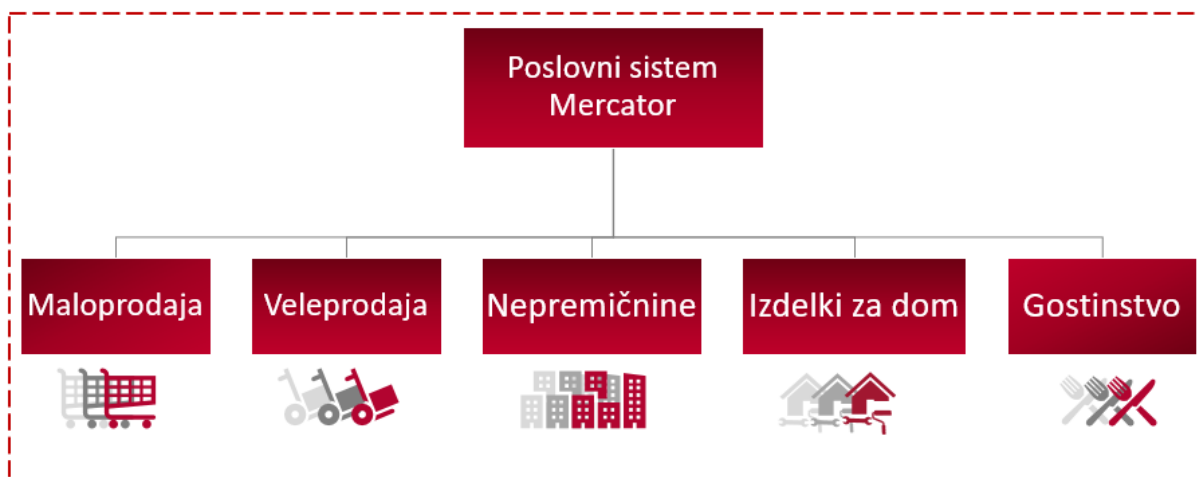 Poslovni sistem
Mercator
Maloprodaja
Veleprodaja
Nepremičnine
Izdelki za dom
Gostinstvo